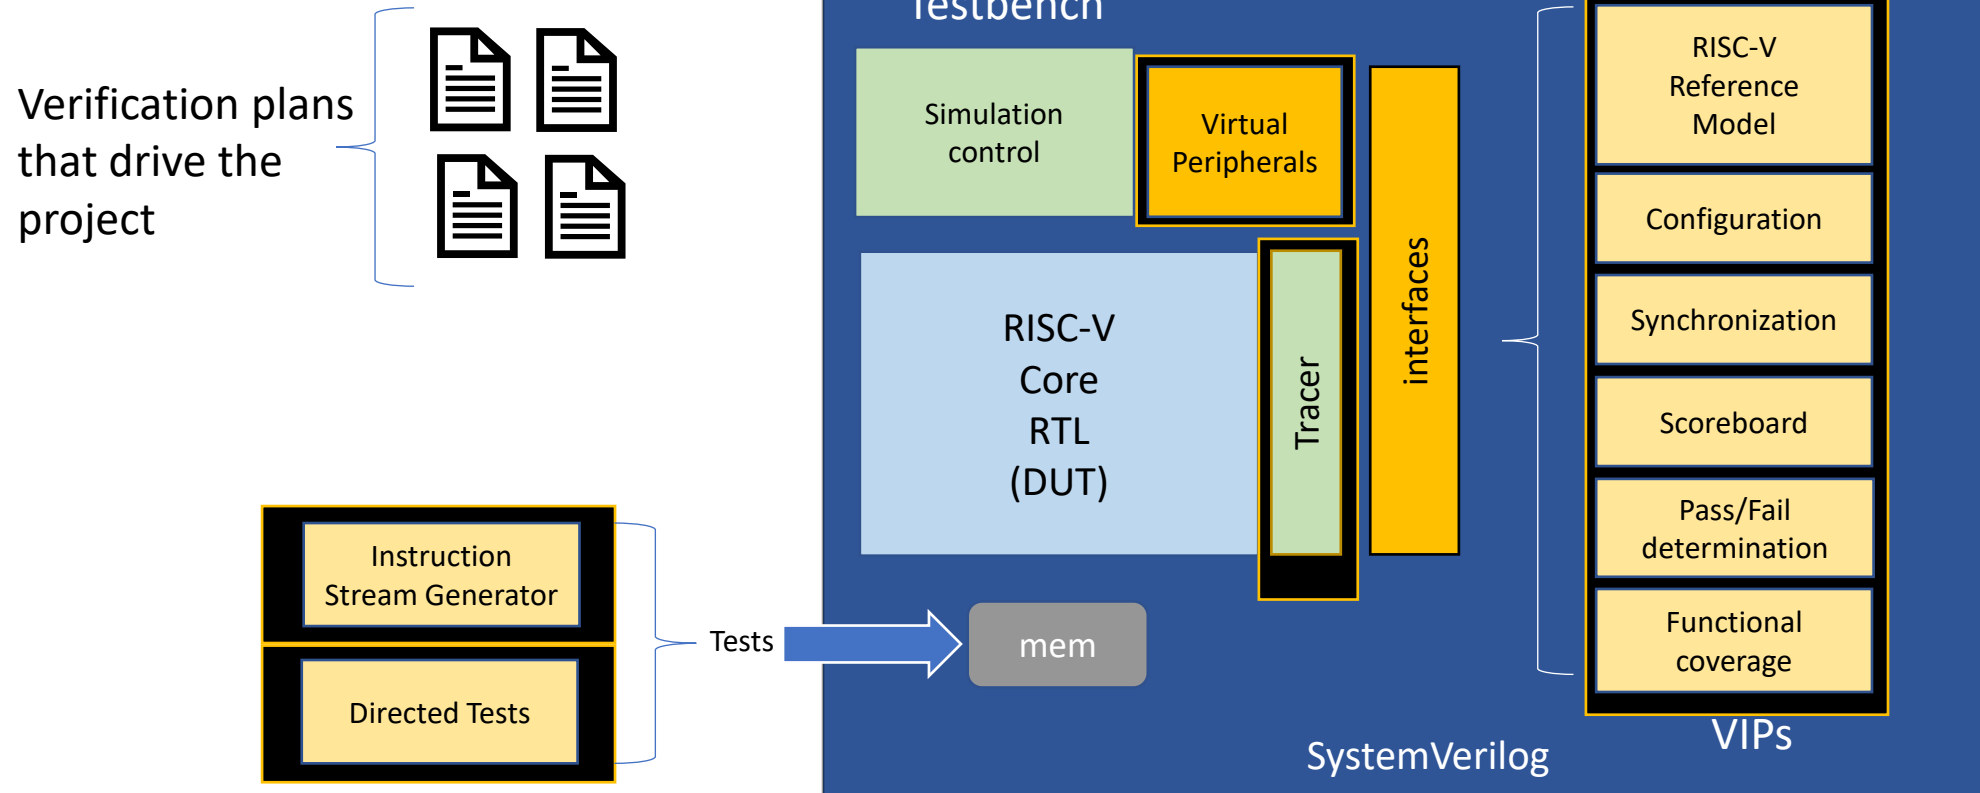 Testbench
Verification plans
that drive the
project
Simulation
control
Virtual
Peripherals
RISC-V
Core
RTL
(DUT)
Tracer
interfaces
RISC-V
Reference
Model
Configuration
Synchronization
Scoreboard
Pass/Fail
determination
Functional
coverage
Instruction
Stream Generator
Directed Tests
Tests
mem
SystemVerilog
VIPs